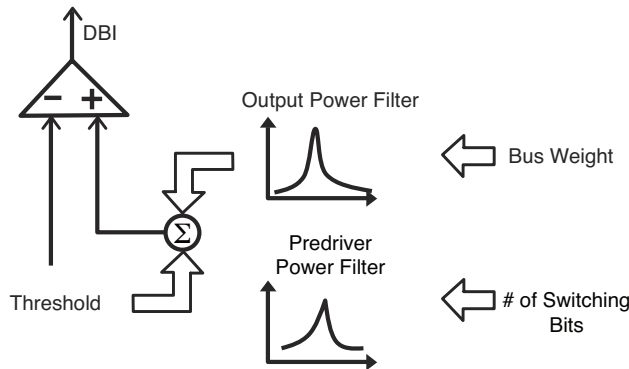 DBI
− +
Output Power Filter
Bus Weight
Σ
Predriver
Power Filter
Threshold
# of Switching
Bits